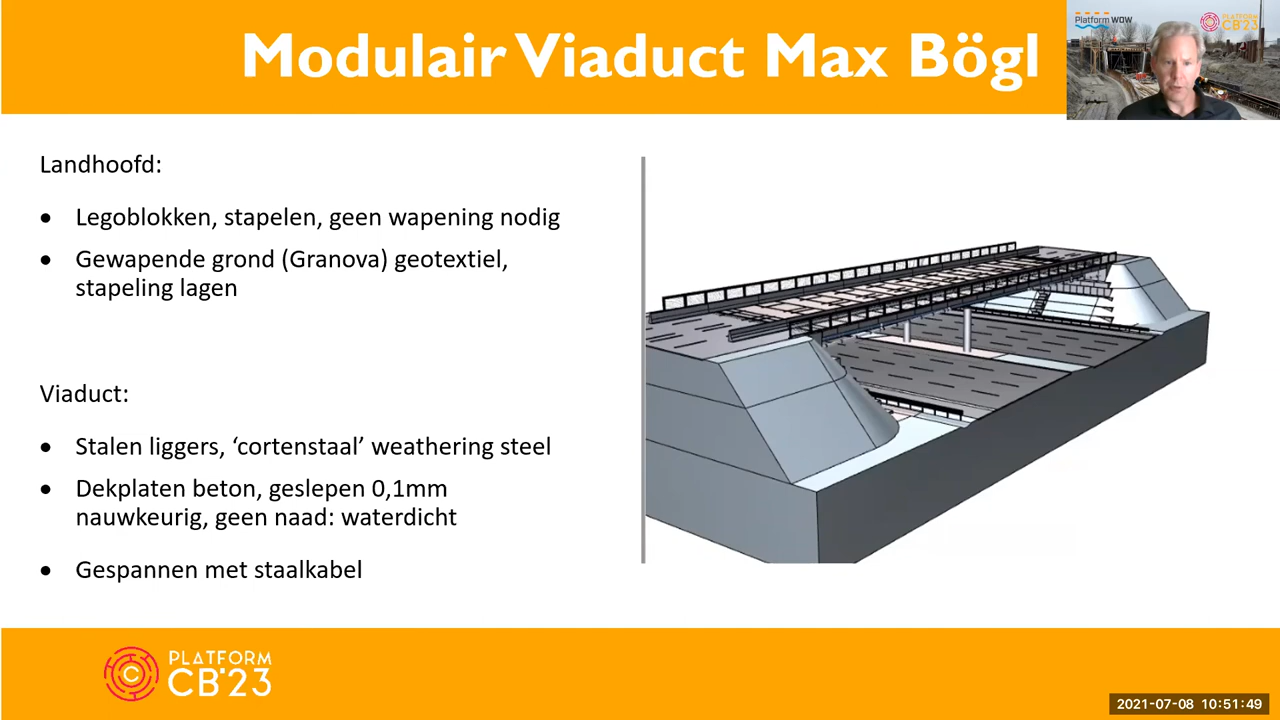 Modulair Viaduct Max Bögl
Platform WOW
PLATFORM
CB'23
Landhoofd:
• Legoblokken, stapelen, geen wapening nodig
• Gewapende grond (Granova) geotextiel,
stapeling lagen
Viaduct:
• Stalen liggers, ‘cortenstaal’ weathering steel
• Dekplaten beton, geslepen 0,1mm
nauwkeurig, geen naad: waterdicht
• Gespannen met staalkabel
C
PLATFORM
CB'23
2021-07-08 10:51:49